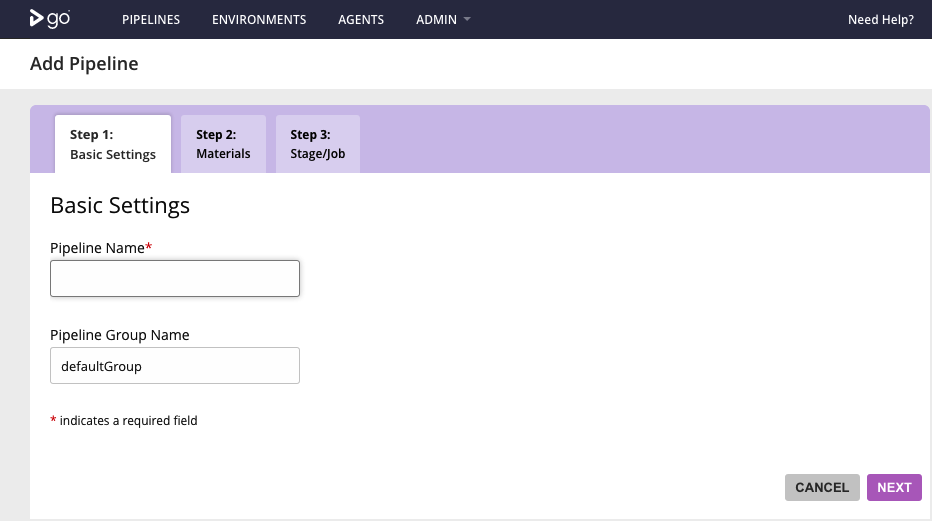 go
PIPELINES ENVIRONMENTS AGENTS ADMIN Need Help?
Add Pipeline
Step 1: Step 2: Step 3:
Basic Settings Materials Stage/Job
Basic Settings
Pipeline Name*
Pipeline Group Name
defaultGroup
* indicates a required field
CANCEL NEXT